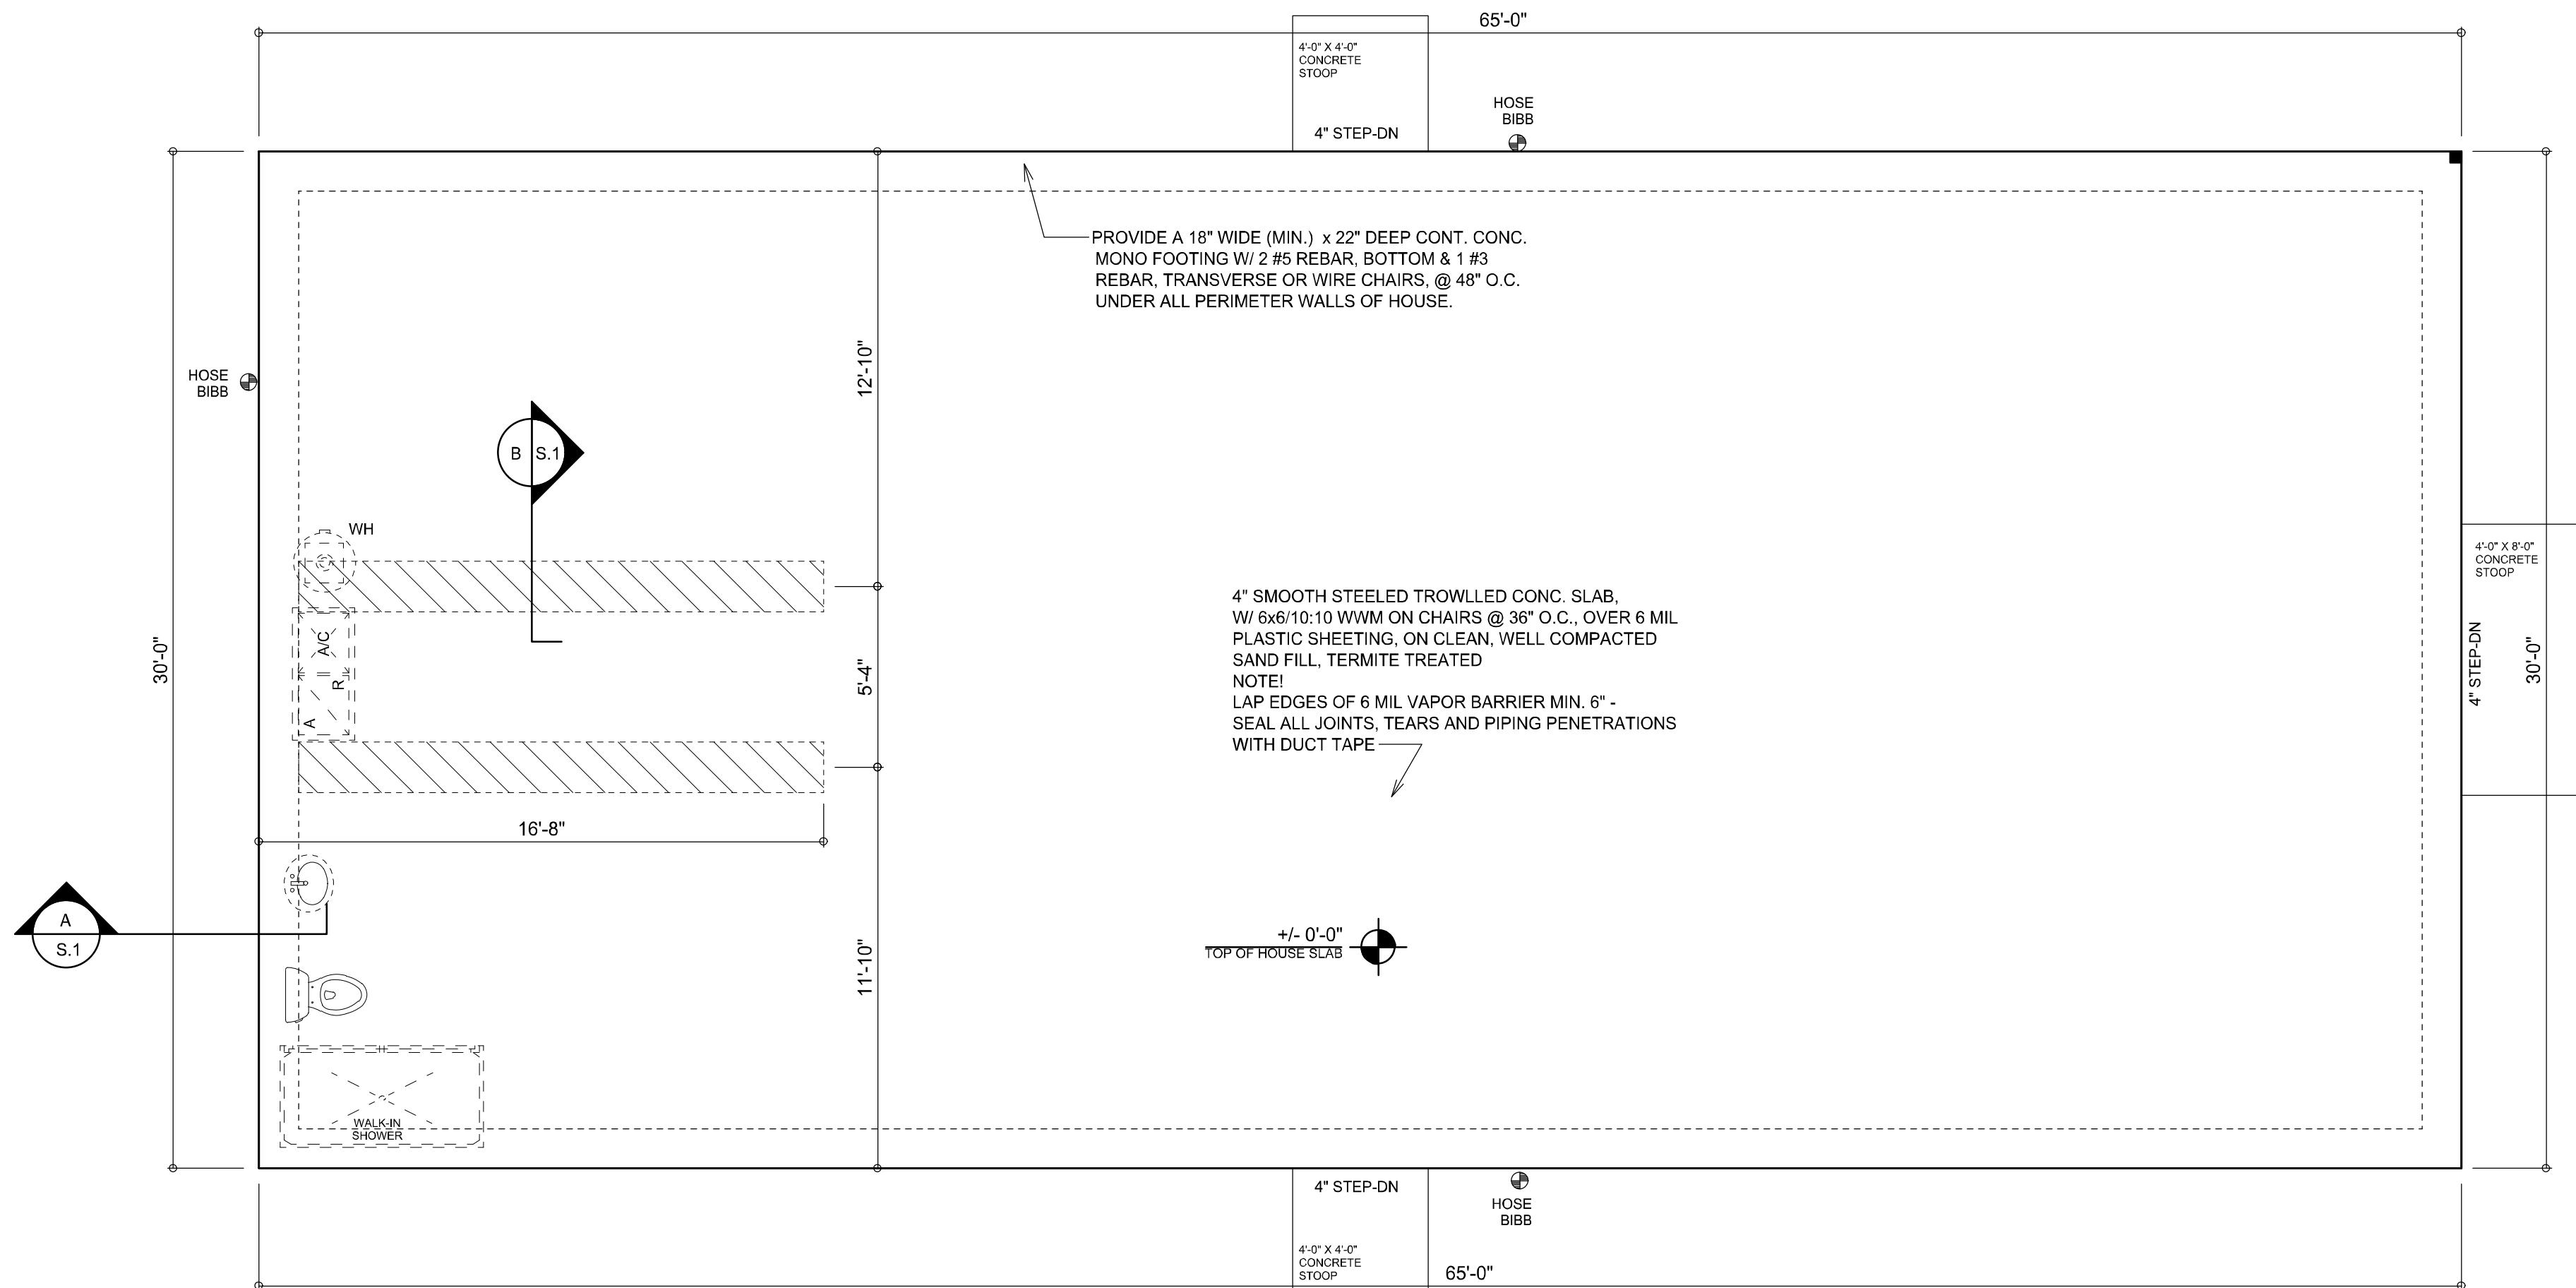 65'-0"
4'-0" X 4'-0"
CONCRETE
STOOP
4" STEP-DN
HOSE
BIBB
PROVIDE A 18" WIDE (MIN.) x 22" DEEP CONT. CONC.
MONO FOOTING W/ 2 #5 REBAR, BOTTOM & 1 #3
REBAR, TRANSVERSE OR WIRE CHAIRS, @ 48" O.C.
UNDER ALL PERIMETER WALLS OF HOUSE.
HOSE
BIBB
12'-10"
B S.1
WH
A/C
R
A
30'-0"
5'-4"
4" SMOOTH STEELED TROWLLED CONC. SLAB,
W/ 6x6/10:10 WWM ON CHAIRS @ 36" O.C., OVER 6 MIL
PLASTIC SHEETING, ON CLEAN, WELL COMPACTED
SAND FILL, TERMITE TREATED
NOTE!
LAP EDGES OF 6 MIL VAPOR BARRIER MIN. 6" -
SEAL ALL JOINTS, TEARS AND PIPING PENETRATIONS
WITH DUCT TAPE
4'-0" X 8'-0"
CONCRETE
STOOP
4" STEP-DN
30'-0"
16'-8"
A
S.1
11'-10"
+/- 0'-0"
TOP OF HOUSE SLAB
WALK-IN
SHOWER
4" STEP-DN
HOSE
BIBB
4'-0" X 4'-0"
CONCRETE
STOOP
65'-0"